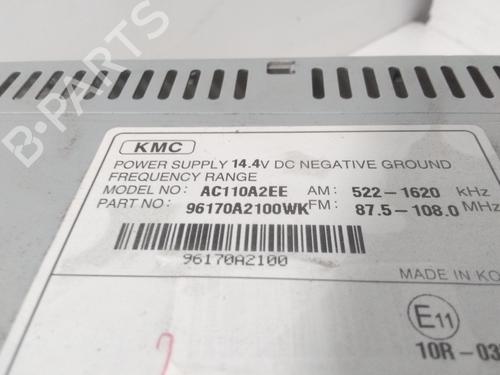 KMC
POWER SUPPLY 14.4V DC NEGATIVE GROUND
FREQUENCY RANGE
MODEL NO: AC110A2EE AM: 522-1620 kHz
PART NO: 96170A2100WK FM: 87.5-108.0 MHz
96170A2100
MADE IN
E11
10R-03
B-PARTS